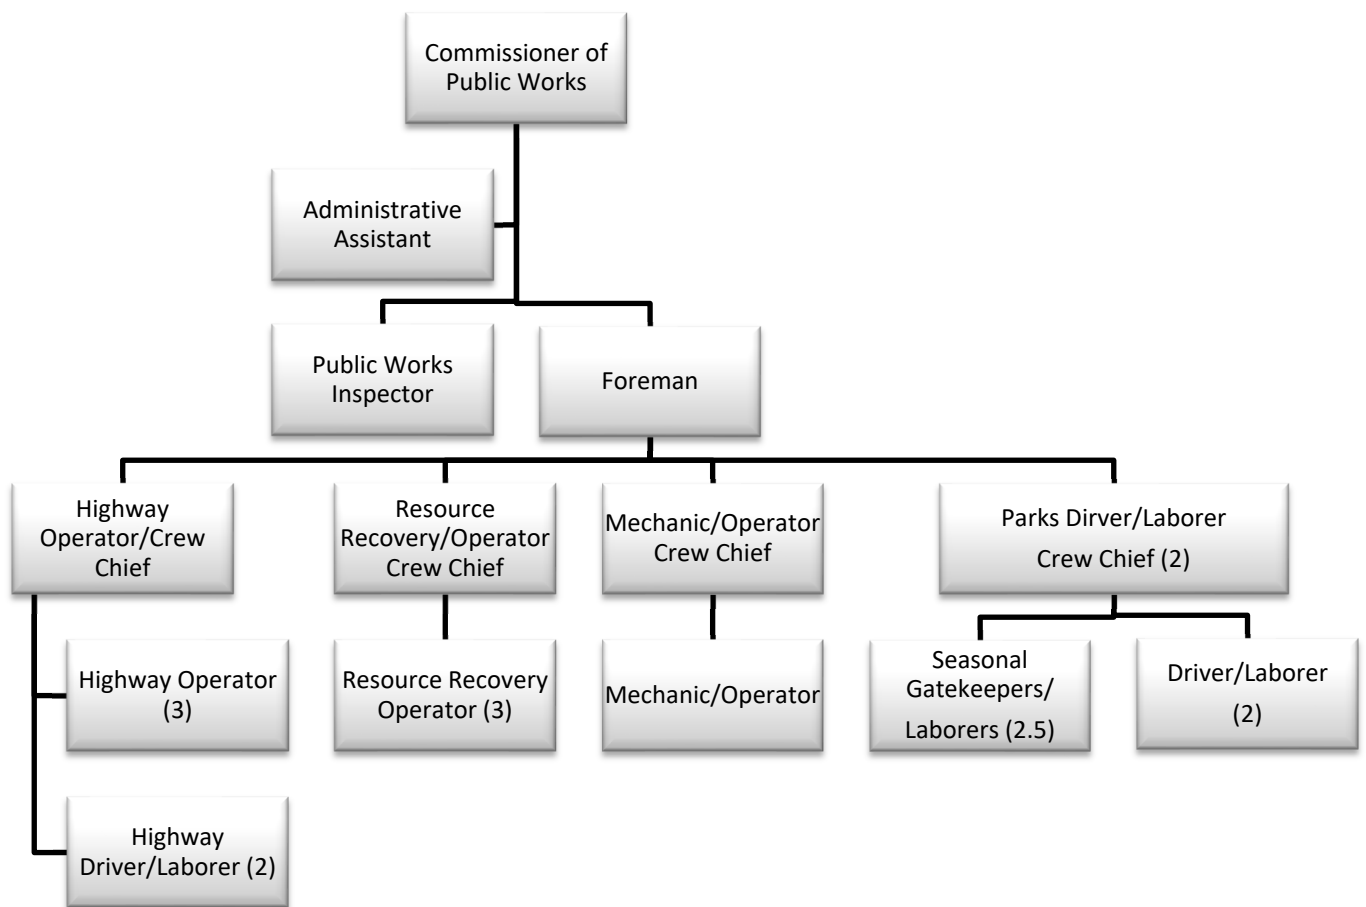 Commissioner of
Public Works
Administrative
Assistant
Public Works
Inspector
Foreman
Highway
Operator/Crew
Chief
Resource
Recovery/Operator
Crew Chief
Mechanic/Operator
Crew Chief
Parks Dirver/Laborer
Crew Chief (2)
Highway Operator
(3)
Resource Recovery
Operator (3)
Mechanic/Operator
Seasonal
Gatekeepers/
Laborers (2.5)
Driver/Laborer
(2)
Highway
Driver/Laborer (2)